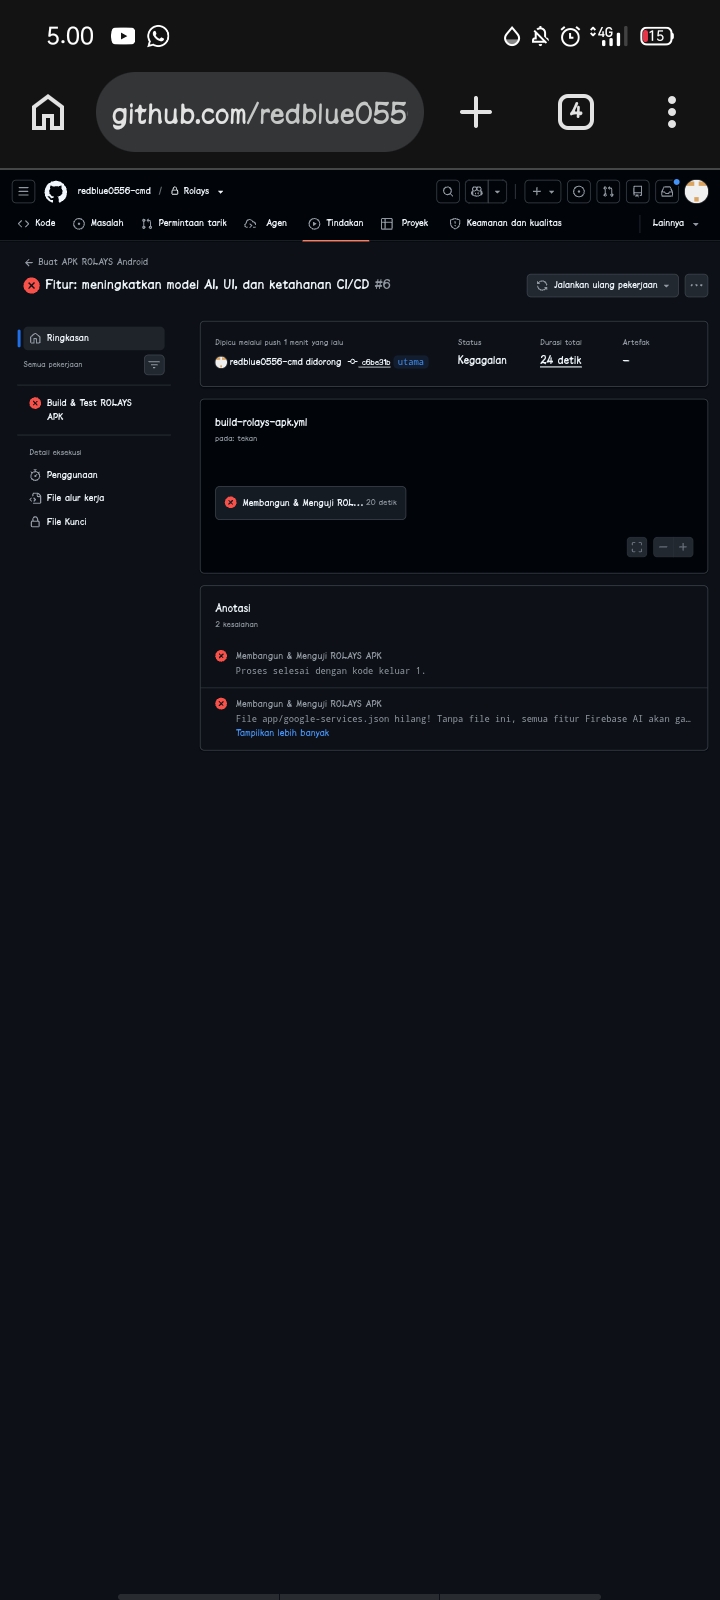 5.00
4G
15
github.com/redblue055
4
redblue0556-cmd / Rolays
Kode Masalah Permintaan tarik Agen Tindakan Proyek Keamanan dan kualitas Lainnya
Buat APK ROLAYS Android
Fitur: meningkatkan model AI, UI, dan ketahanan CI/CD #6
Jalankan ulang pekerjaan
Ringkasan
Semua pekerjaan
Build & Test ROLAYS
APK
Detail eksekusi
Penggunaan
File alur kerja
File Kunci
Dipicu melalui push 1 menit yang lalu
redblue0556-cmd didorong c6be31b utama
Status
Kegagalan
Durasi total
24 detik
Artefak
–
build-rolays-apk.yml
pada: tekan
Membangun & Menguji ROL... 20 detik
Anotasi
2 kesalahan
Membangun & Menguji ROLAYS APK
Proses selesai dengan kode keluar 1.
Membangun & Menguji ROLAYS APK
File app/google-services.json hilang! Tanpa file ini, semua fitur Firebase AI akan ga…
Tampilkan lebih banyak